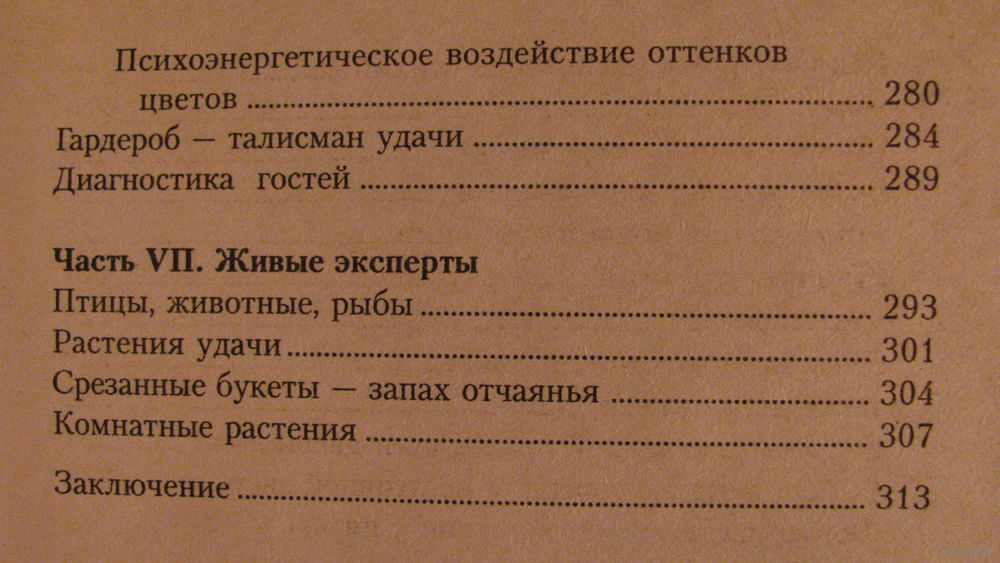 Психоэнергетическое воздействие оттенков
цветов ........................................ 280
Гардероб — талисман удачи ........................................ 284
Диагностика гостей ........................................ 289
Часть VП. Живые эксперты
Птицы, животные, рыбы ........................................ 293
Растения удачи ........................................ 301
Срезанные букеты — запах отчаянья ........................................ 304
Комнатные растения ........................................ 307
Заключение ........................................ 313